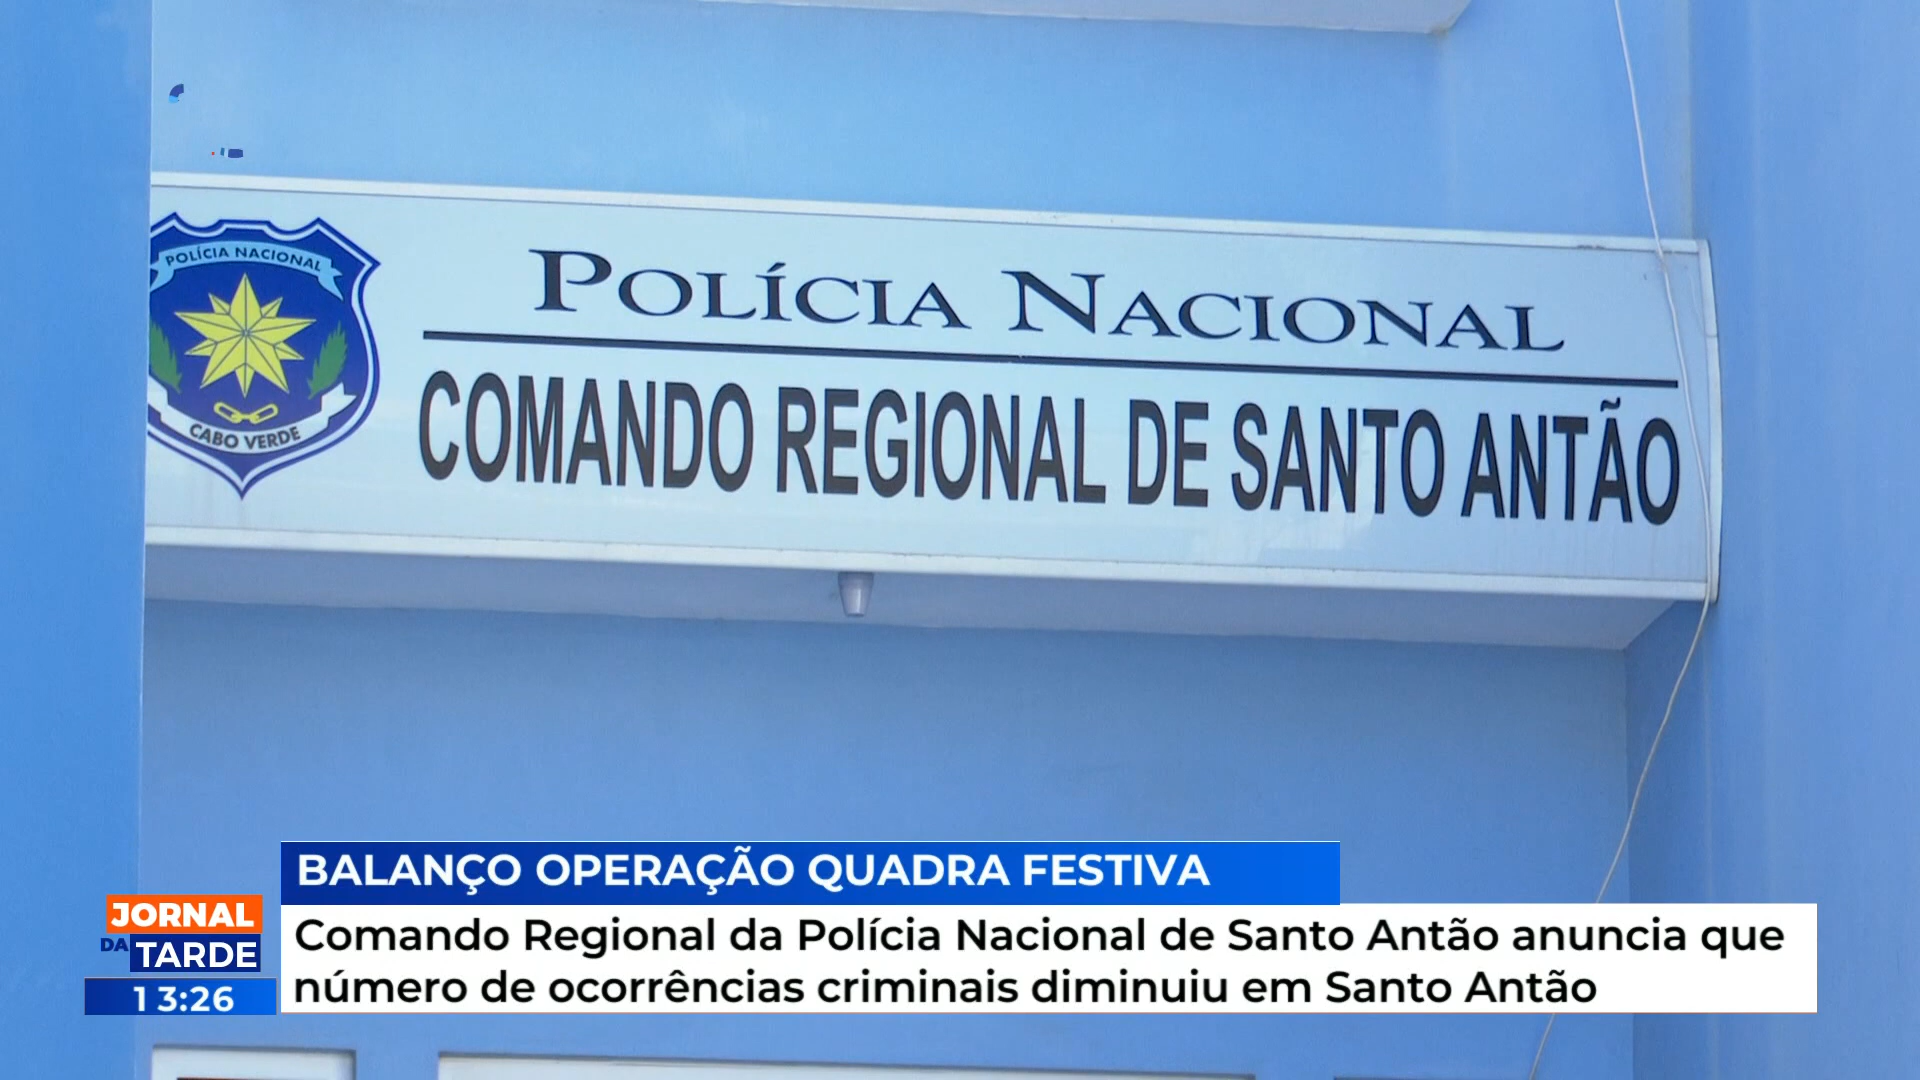 POLÍCIA NACIONAL
CABO VERDE
POLÍCIA NACIONAL
COMANDO REGIONAL DE SANTO ANTÃO
BALANÇO OPERAÇÃO QUADRA FESTIVA
Comando Regional da Polícia Nacional de Santo Antão anuncia que
número de ocorrências criminais diminuiu em Santo Antão
JORNAL
DA TARDE
13:26